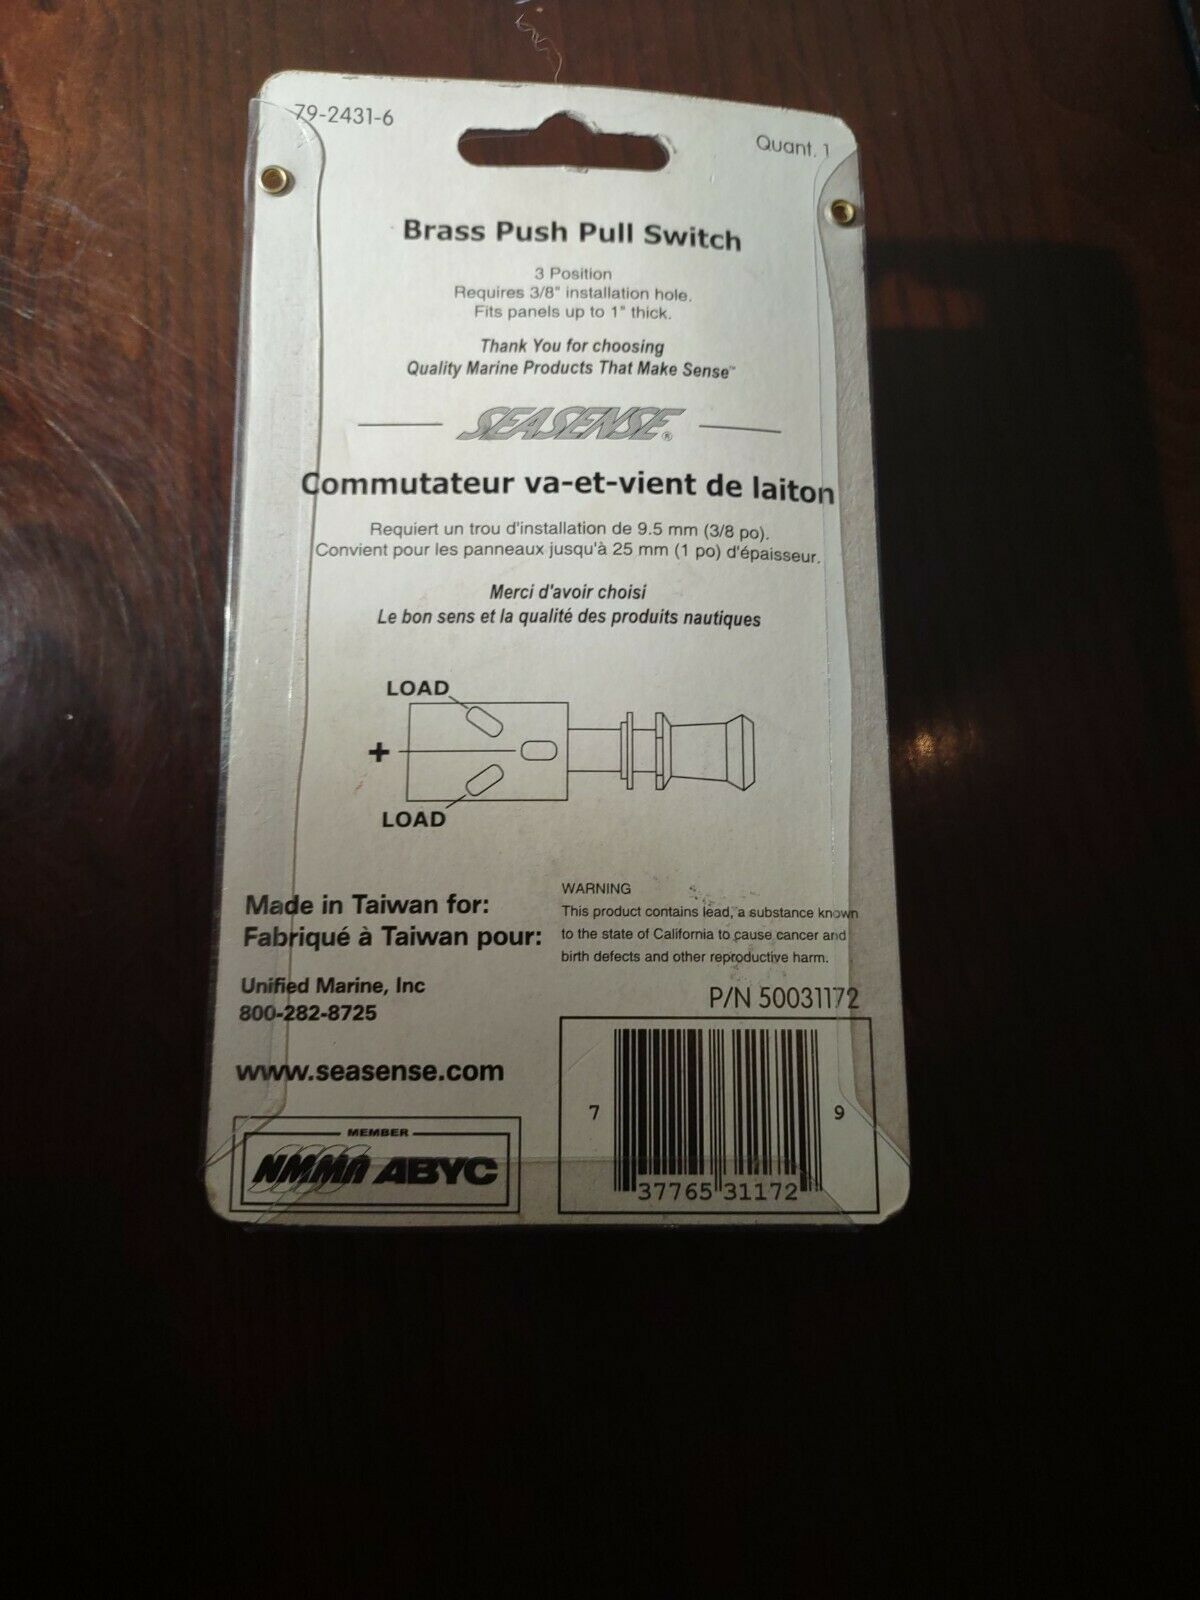 79-2431-6
Quant. 1
Brass Push Pull Switch
3 Position
Requires 3/8" installation hole.
Fits panels up to 1" thick.
Thank You for choosing
Quality Marine Products That Make Sense™
SEASENSE®
Commutateur va-et-vient de laiton
Requiert un trou d'installation de 9.5 mm (3/8 po).
Convient pour les panneaux jusqu'à 25 mm (1 po) d'épaisseur.
Merci d'avoir choisi
Le bon sens et la qualité des produits nautiques
LOAD
+
LOAD
Made in Taiwan for:
Fabriqué à Taiwan pour:
Unified Marine, Inc
800-282-8725
www.seasense.com
MEMBER
NMMA ABYC
WARNING
This product contains lead, a substance known
to the state of California to cause cancer and
birth defects and other reproductive harm.
P/N 50031172
7 37765 31172 9